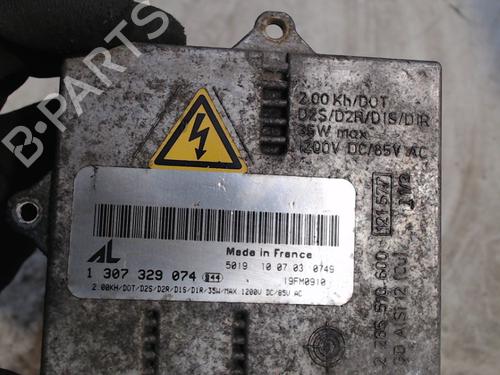 2.00 Kh/DOT
D2S/D2R/D1S/D1R
35W max
1200V DC/85V AC
AL
Made in France
1 307 329 074
5019 10 07 03 0749
19FM0910
2.00KH/DOT/D2S/D2R/D1S/D1R/35W/MAX 1200V DC/85V AC